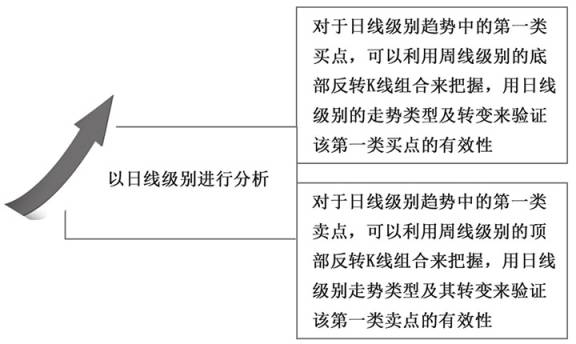 对于日线级别趋势中的第一类
买点，可以利用周线级别的底
部反转K线组合来把握，用日线
级别的走势类型及转变来验证
该第一类买点的有效性
以日线级别进行分析
对于日线级别趋势中的第一类
卖点，可以利用周线级别的顶
部反转K线组合来把握，用日线
级别走势类型及其转变来验证
该第一类卖点的有效性